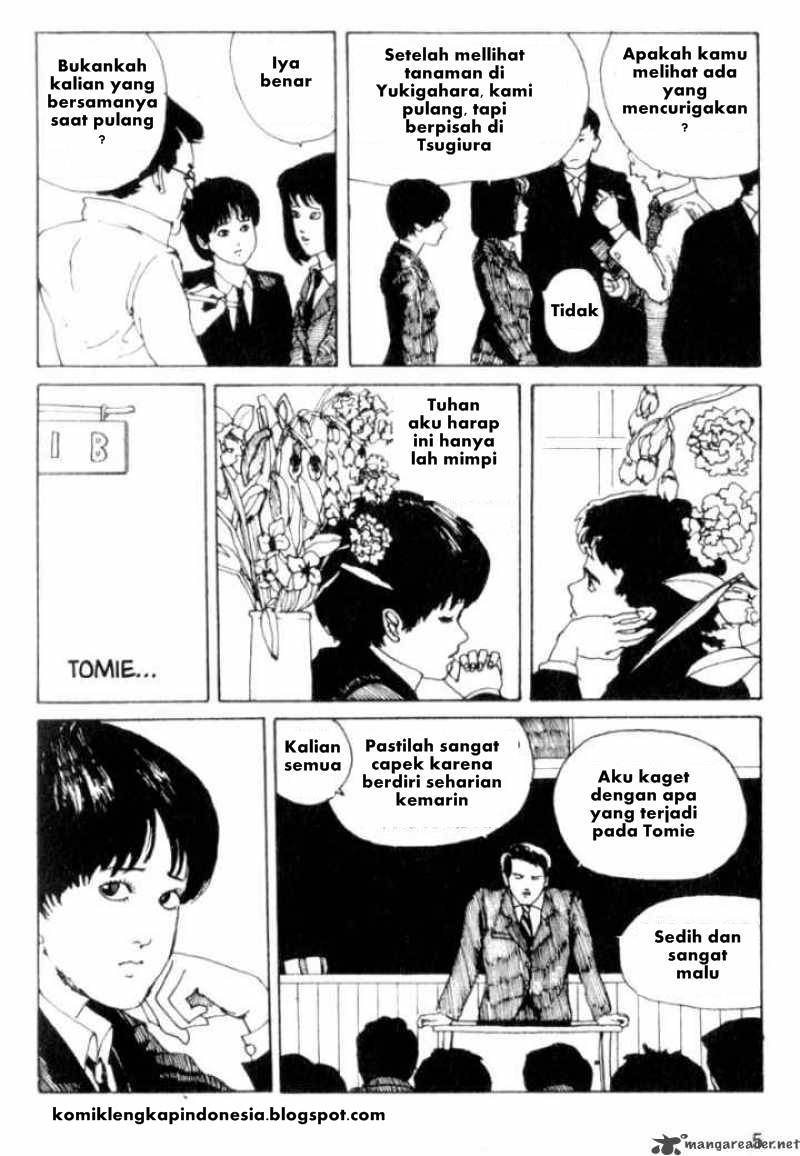 Bukankah
kalian yang
bersamanya
saat pulang
?
Iya
benar
Setelah mellihat
tanaman di
Yukigahara, kami
pulang, tapi
berpisah di
Tsugiura
Apakah kamu
melihat ada
yang
mencurigakan
?
Tidak
I B
TOMIE...
Tuhan
aku harap
ini hanya
lah mimpi
Kalian
semua
Pastilah sangat
capek karena
berdiri seharian
kemarin
Aku kaget
dengan apa
yang terjadi
pada Tomie
Sedih dan
sangat
malu
komiklengkapindonesia.blogspot.com
5
mangareader.net